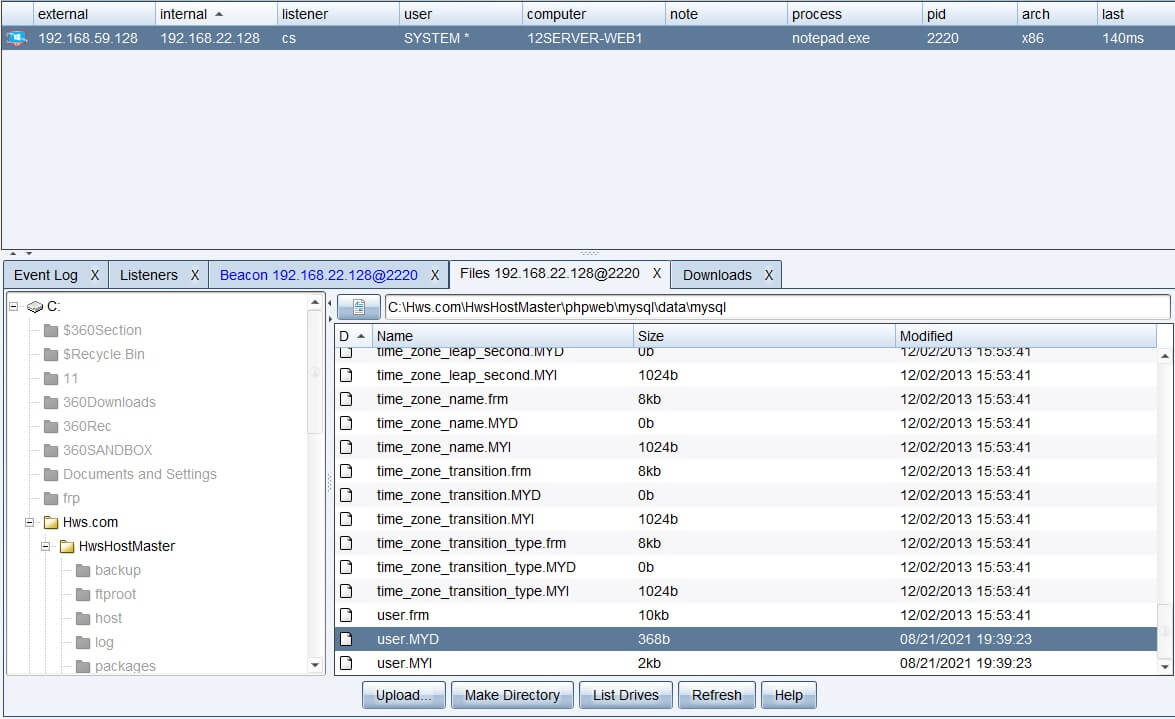 external internal listener user computer note process pid arch last
192.168.59.128 192.168.22.128 cs SYSTEM * 12SERVER-WEB1 notepad.exe 2220 x86 140ms
Event Log X Listeners X Beacon 192.168.22.128@2220 X Files 192.168.22.128@2220 X Downloads X
C:
$360Section
$Recycle.Bin
11
360Downloads
360Rec
360SANDBOX
Documents and Settings
frp
Hws.com
HwsHostMaster
backup
ftproot
host
log
packages
C:\Hws.com\HwsHostMaster\phpweb\mysql\data\mysql
D Name Size Modified
time_zone_leap_second.MYD 0b 12/02/2013 15:53:41
time_zone_leap_second.MYI 1024b 12/02/2013 15:53:41
time_zone_name.frm 8kb 12/02/2013 15:53:41
time_zone_name.MYD 0b 12/02/2013 15:53:41
time_zone_name.MYI 1024b 12/02/2013 15:53:41
time_zone_transition.frm 8kb 12/02/2013 15:53:41
time_zone_transition.MYD 0b 12/02/2013 15:53:41
time_zone_transition.MYI 1024b 12/02/2013 15:53:41
time_zone_transition_type.frm 8kb 12/02/2013 15:53:41
time_zone_transition_type.MYD 0b 12/02/2013 15:53:41
time_zone_transition_type.MYI 1024b 12/02/2013 15:53:41
user.frm 10kb 12/02/2013 15:53:41
user.MYD 368b 08/21/2021 19:39:23
user.MYI 2kb 08/21/2021 19:39:23
Upload... Make Directory List Drives Refresh Help